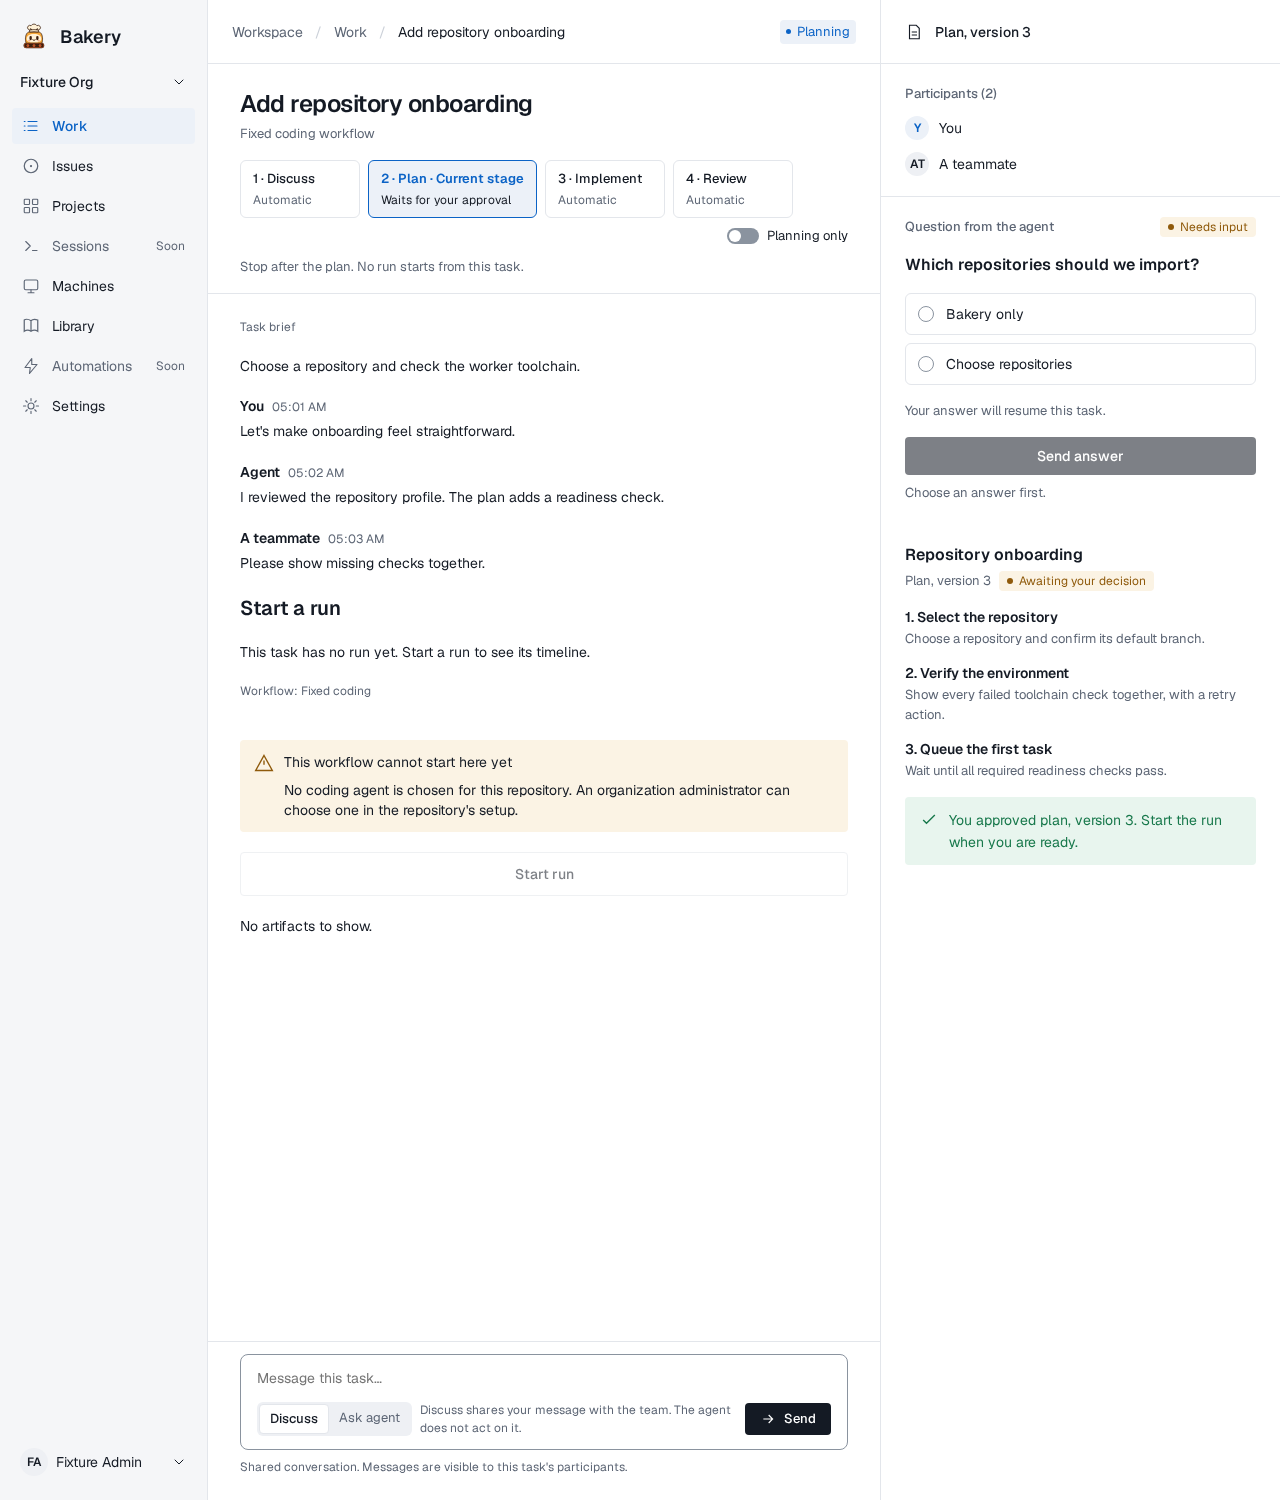 Bakery
Fixture Org
Work
Issues
Projects
Sessions Soon
Machines
Library
Automations Soon
Settings
FA Fixture Admin
Workspace / Work / Add repository onboarding
Planning
Add repository onboarding
Fixed coding workflow
1 · Discuss
Automatic
2 · Plan · Current stage
Waits for your approval
3 · Implement
Automatic
4 · Review
Automatic
Planning only
Stop after the plan. No run starts from this task.
Task brief
Choose a repository and check the worker toolchain.
You 05:01 AM
Let's make onboarding feel straightforward.
Agent 05:02 AM
I reviewed the repository profile. The plan adds a readiness check.
A teammate 05:03 AM
Please show missing checks together.
Start a run
This task has no run yet. Start a run to see its timeline.
Workflow: Fixed coding
This workflow cannot start here yet
No coding agent is chosen for this repository. An organization administrator can
choose one in the repository's setup.
Start run
No artifacts to show.
Message this task...
Discuss
Ask agent
Discuss shares your message with the team. The agent
does not act on it.
Send
Shared conversation. Messages are visible to this task's participants.
Plan, version 3
Participants (2)
Y You
AT A teammate
Question from the agent
Needs input
Which repositories should we import?
Bakery only
Choose repositories
Your answer will resume this task.
Send answer
Choose an answer first.
Repository onboarding
Plan, version 3
Awaiting your decision
1. Select the repository
Choose a repository and confirm its default branch.
2. Verify the environment
Show every failed toolchain check together, with a retry
action.
3. Queue the first task
Wait until all required readiness checks pass.
You approved plan, version 3. Start the run
when you are ready.